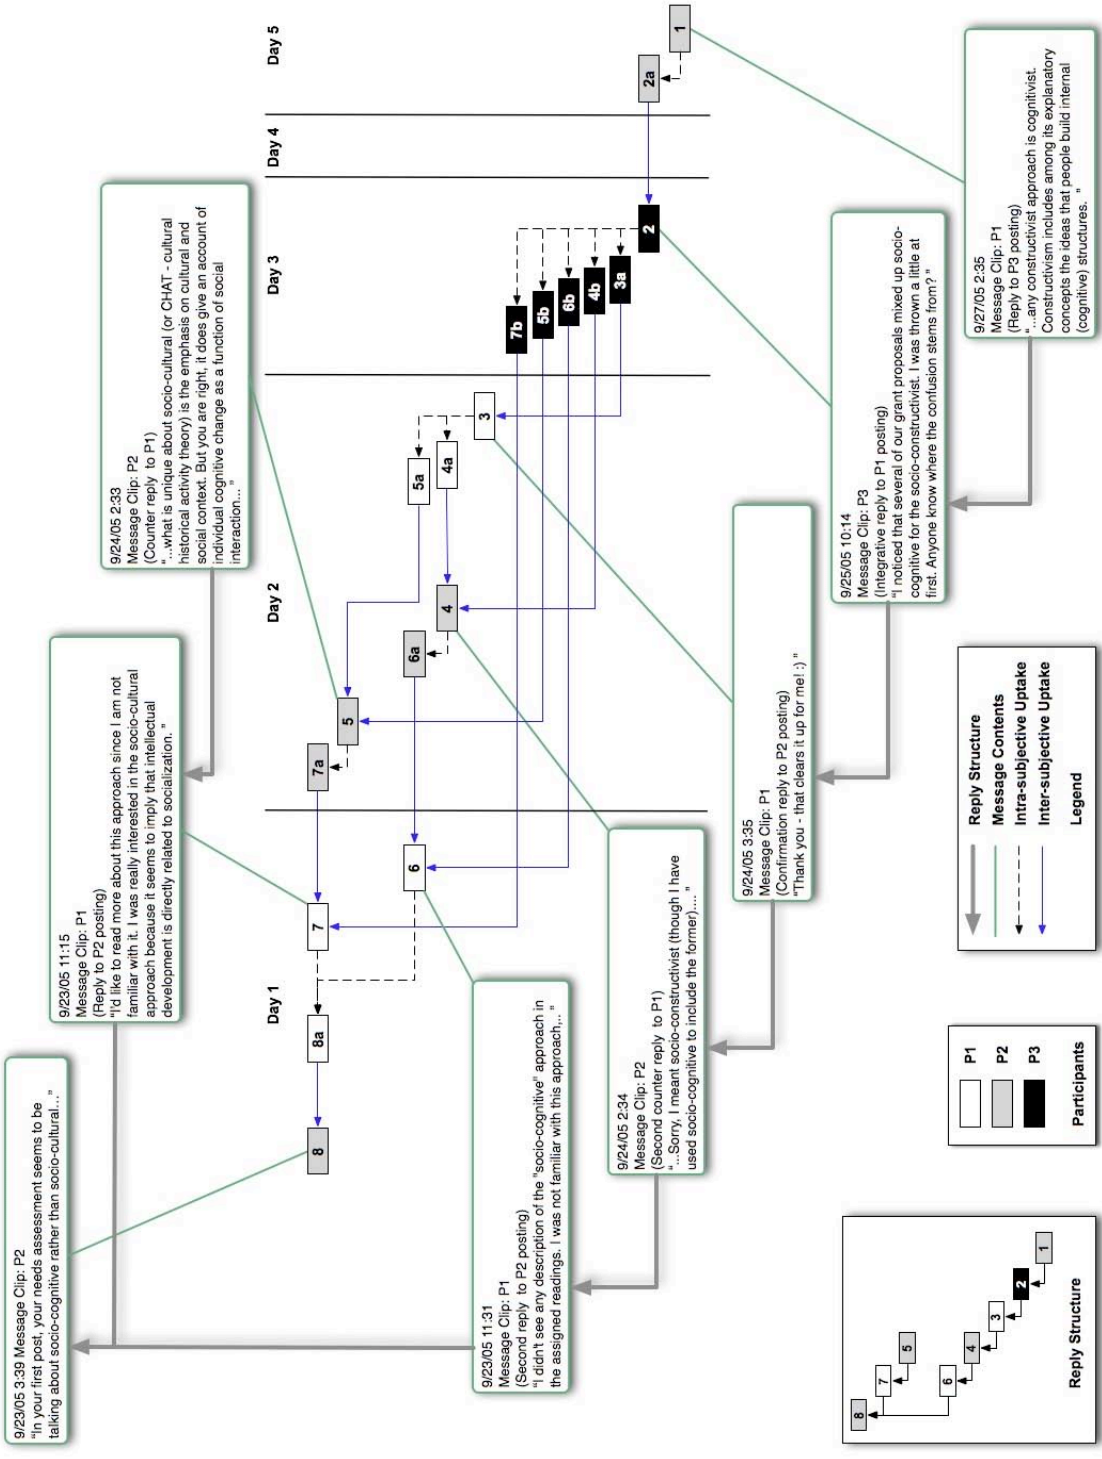 9/23/05 3:39 Message Clip: P2
"In your first post, your needs assessment seems to be
talking about socio-cognitive rather than socio-cultural..."
9/23/05 11:15
Message Clip: P1
(Reply to P2 posting)
"I'd like to read more about this approach since I am not
familiar with it. I was really interested in the socio-cultural
approach because it seems to imply that intellectual
development is directly related to socialization. "
9/24/05 2:33
Message Clip: P2
(Counter reply to P1)
"...what is unique about socio-cultural (or CHAT - cultural
historical activity theory) is the emphasis on cultural and
social context. But you are right, it does give an account of
individual cognitive change as a function of social
interaction..."
Day 1
Day 2
Day 3
Day 4
Day 5
8
8a
7
7a
5
6
6a
4
5a
4a
3
7b
5b
6b
4b
3a
2
2a
1
9/23/05 11:31
Message Clip: P1
(Second reply to P2 posting)
"I didn't see any description of the "socio-cognitive" approach in
the assigned readings. I was not familiar with this approach,.. "
9/24/05 2:34
Message Clip: P2
(Second counter reply to P1)
"...Sorry, I meant socio-constructivist (though I have
used socio-cognitive to include the former).... "
9/24/05 3:35
Message Clip: P1
(Confirmation reply to P2 posting)
"Thank you - that clears it up for me! :) "
9/25/05 10:14
Message Clip: P3
(Integrative reply to P1 posting)
"I noticed that several of our grant proposals mixed up socio-
cognitive for the socio-constructivist. I was thrown a little at
first. Anyone know where the confusion stems from? "
9/27/05 2:35
Message Clip: P1
(Reply to P3 posting)
"...any constructivist approach is cognitivist.
Constructivism includes among its explanatory
concepts the ideas that people build internal
(cognitive) structures. "
8
7
5
6
4
3
2
1
Reply Structure
P1
P2
P3
Participants
Reply Structure
Message Contents
Intra-subjective Uptake
Inter-subjective Uptake
Legend